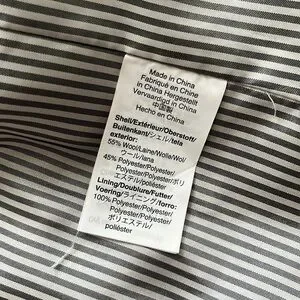 Made in China
Fabriqué en Chine
In China Hergestellt
Vervaardigd in China
中国製
Hecho en China
Shell/Extérieur/Oberstoff/
Buitenkant/シェル/tela
exterior:
55% Wool/Laine/Wolle/Wol/
ウール/lana
45% Polyester/Polyester/
Polyester/Polyester/ポリ
エステル/poliéster
Lining/Doublure/Futter/
Voering/ライニング/forro:
100% Polyester/Polyester/
Polyester/Polyester/
ポリエステル/
poliéster